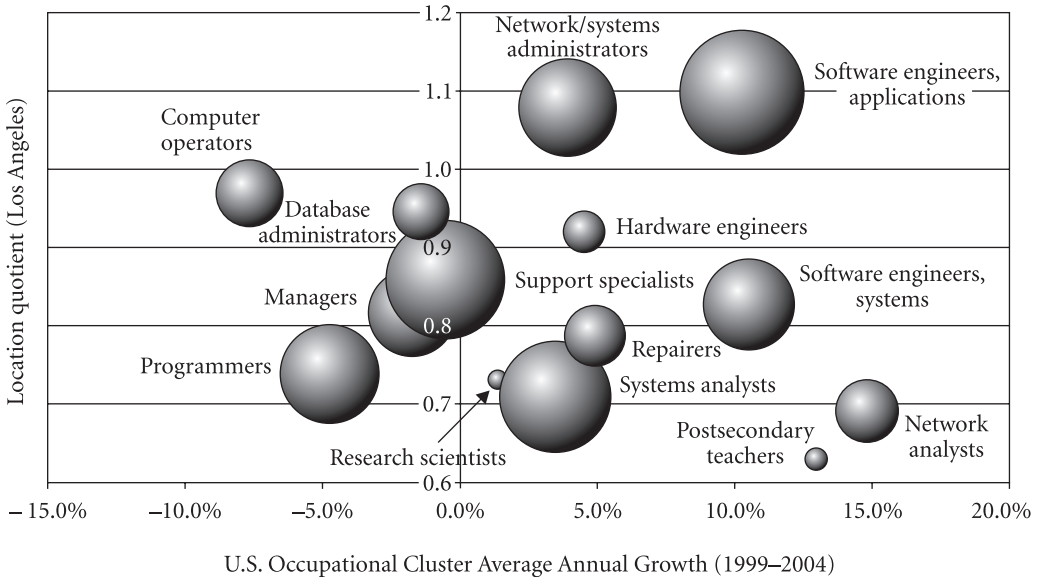 1.2
Network/systems
administrators
Software engineers,
applications
1.1
Computer
operators
1.0
Database
administrators
Hardware engineers
0.9
Support specialists
Software engineers,
systems
Managers
0.8
Repairers
Programmers
Systems analysts
0.7
Network
analysts
Postsecondary
teachers
Research scientists
0.6
–15.0% –10.0% –5.0% 0.0% 5.0% 10.0% 15.0% 20.0%
U.S. Occupational Cluster Average Annual Growth (1999–2004)
Location quotient (Los Angeles)